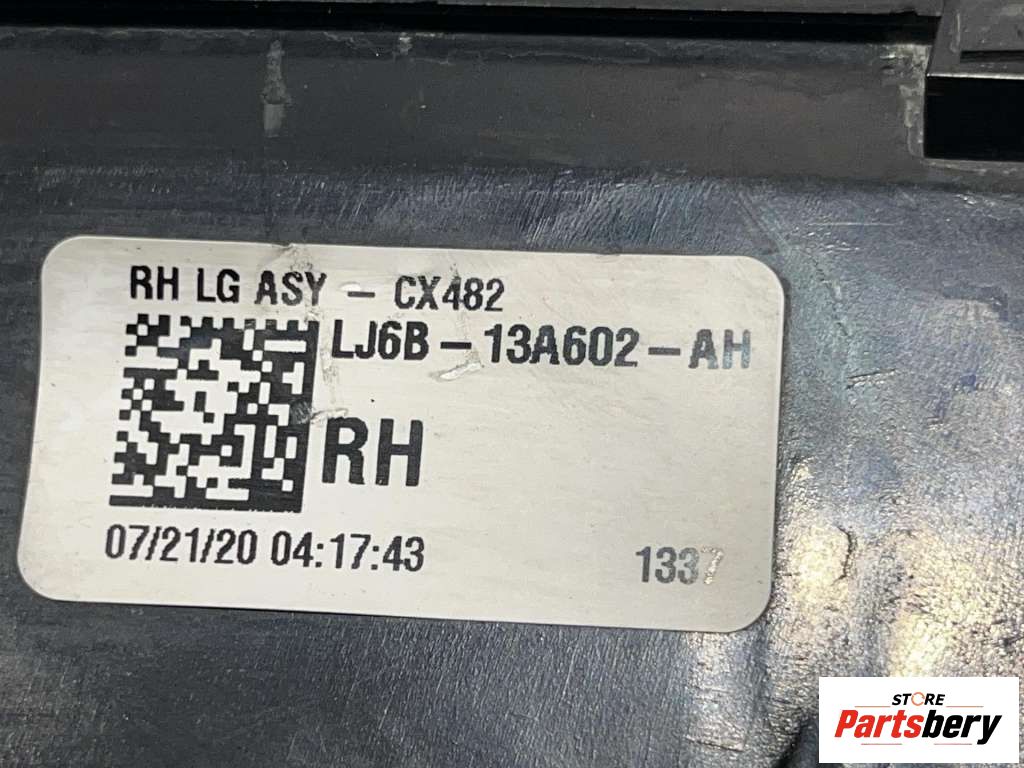 RH LG ASY - CX482
LJ6B - 13A602 - AH
RH
07/21/20 04:17:43
1337
STORE
Partsbery